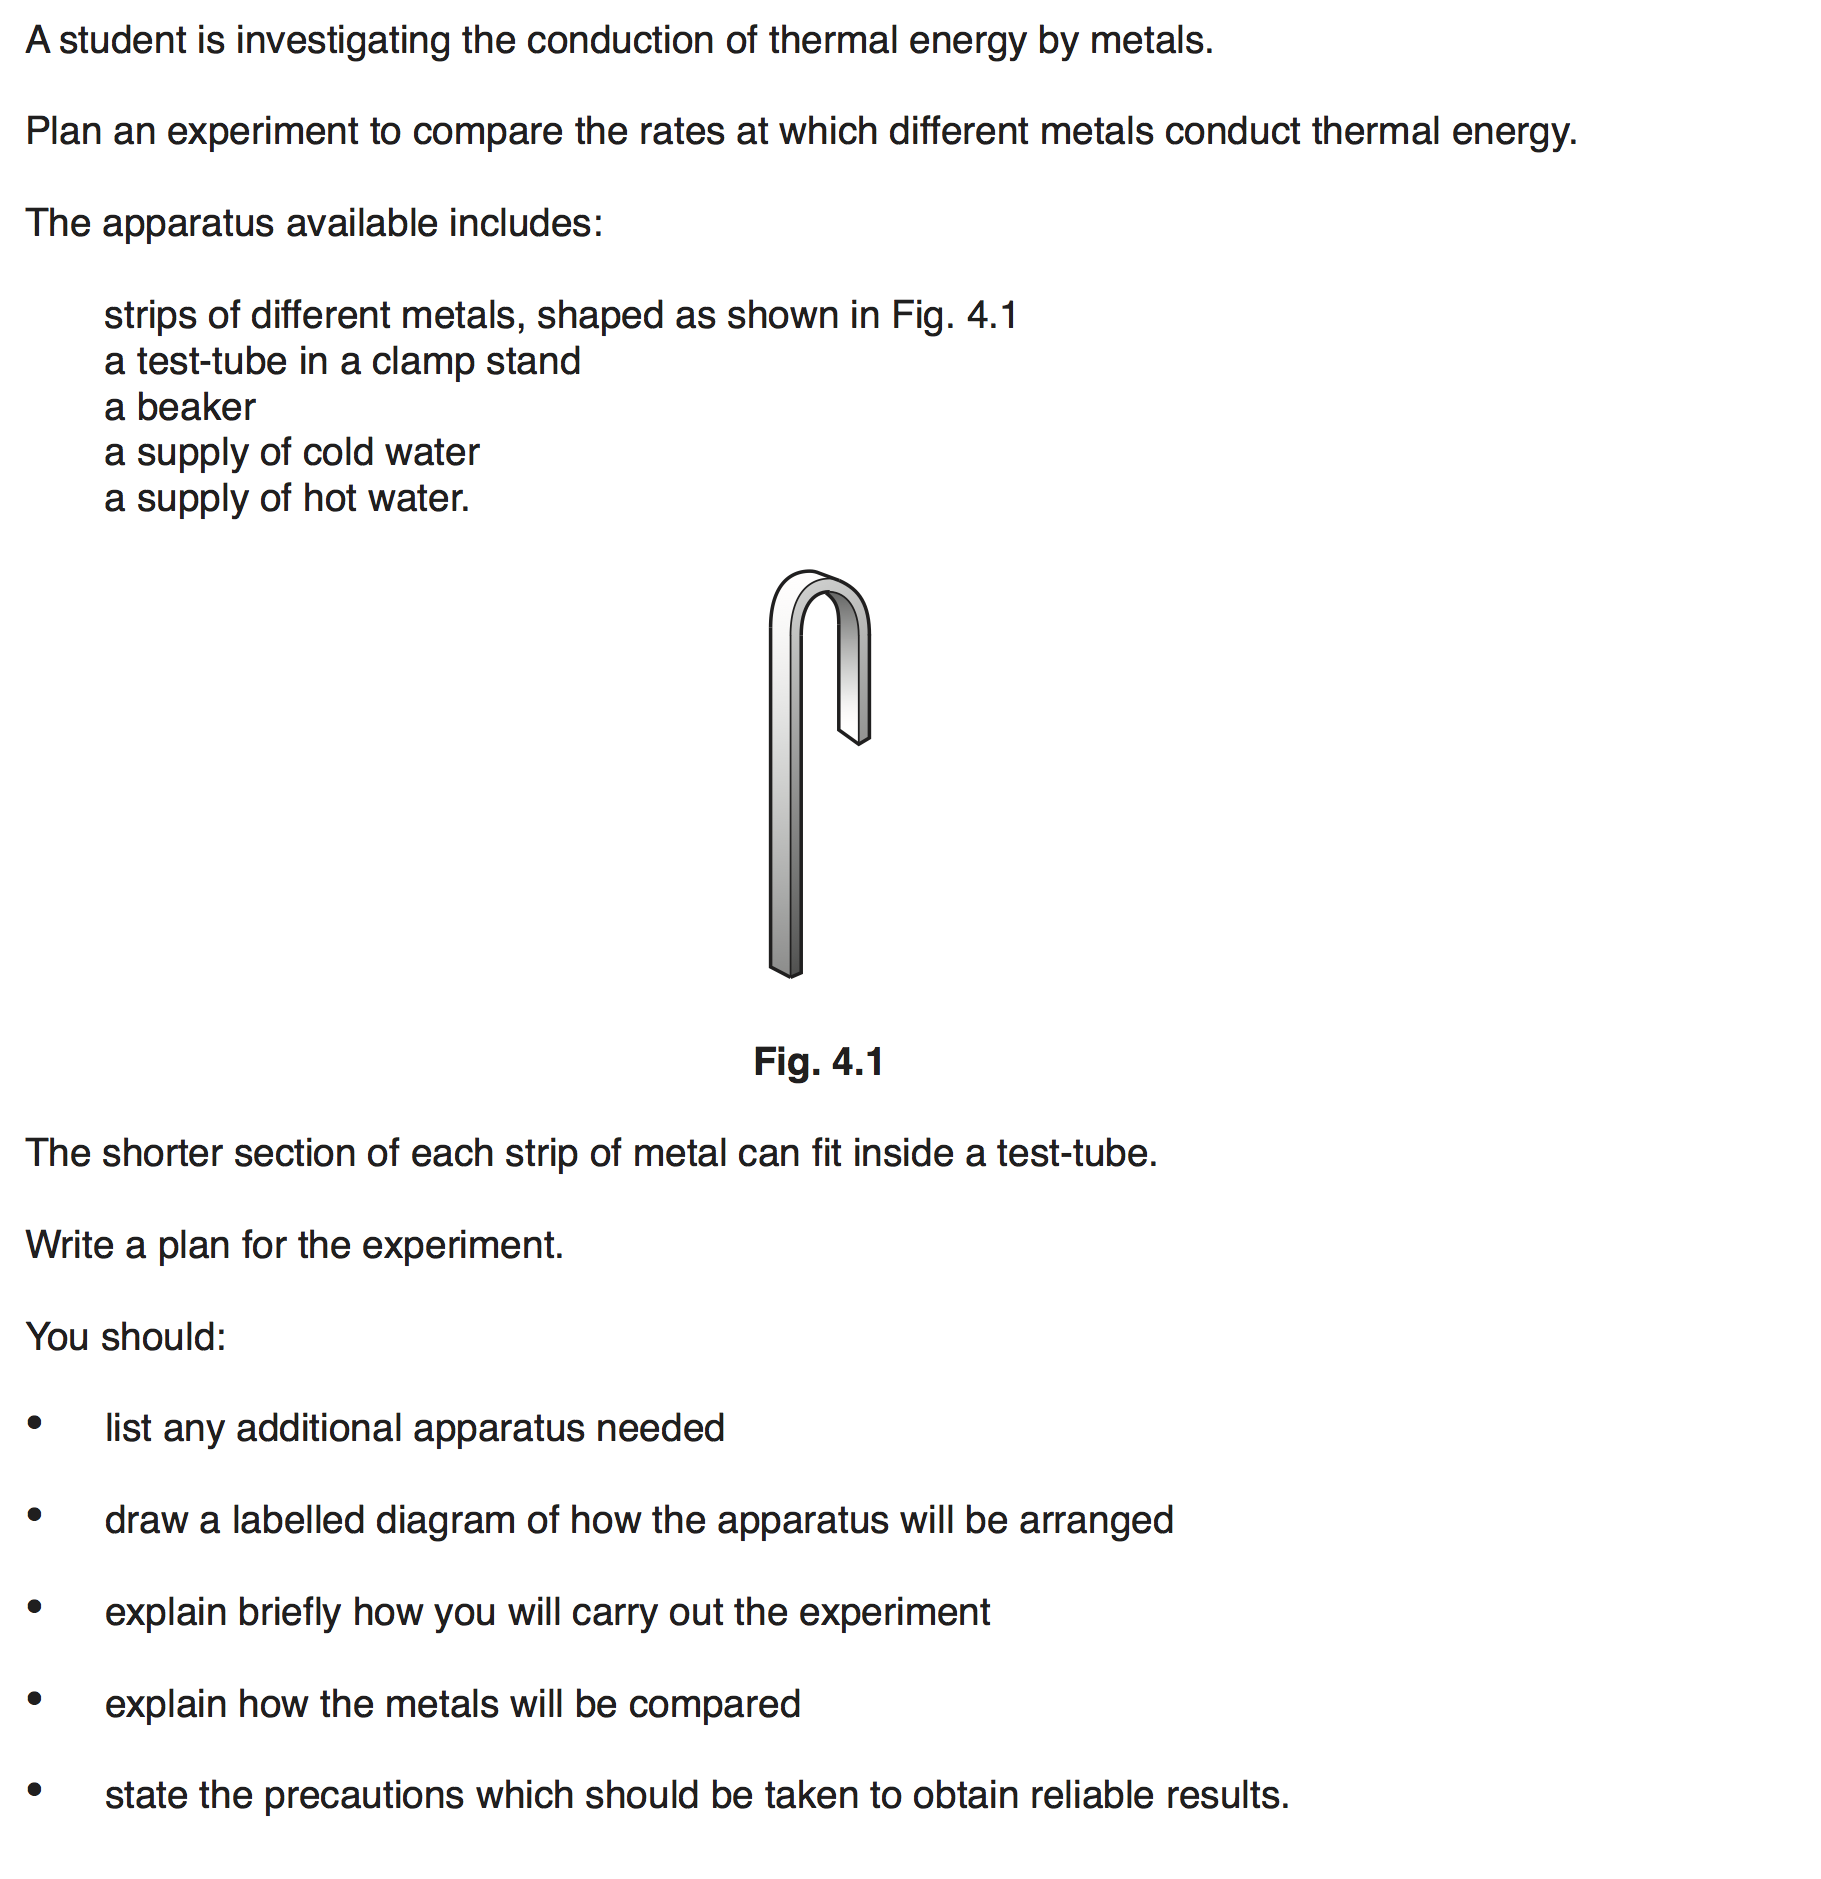 A student is investigating the conduction of thermal energy by metals.
Plan an experiment to compare the rates at which different metals conduct thermal energy.
The apparatus available includes:
strips of different metals, shaped as shown in Fig. 4.1
a test-tube in a clamp stand
a beaker
a supply of cold water
a supply of hot water.
Fig. 4.1
The shorter section of each strip of metal can fit inside a test-tube.
Write a plan for the experiment.
You should:
• list any additional apparatus needed
• draw a labelled diagram of how the apparatus will be arranged
• explain briefly how you will carry out the experiment
• explain how the metals will be compared
• state the precautions which should be taken to obtain reliable results.